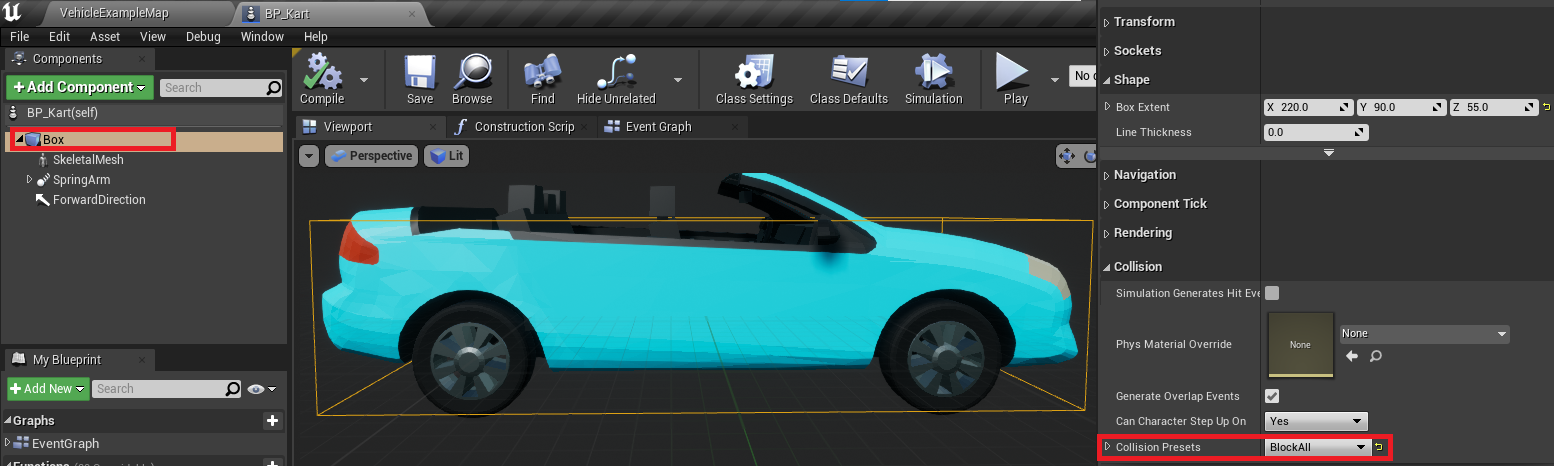 VehicleExampleMap
BP_Kart
File Edit Asset View Debug Window Help
Components
+Add Component
Search
BP_Kart(self)
Box
SkeletalMesh
SpringArm
ForwardDirection
My Blueprint
+Add New
Search
Graphs
EventGraph
Compile
Save
Browse
Find
Hide Unrelated
Class Settings
Class Defaults
Simulation
Play
Viewport
Construction Scrip
Event Graph
Perspective
Lit
Transform
Sockets
Shape
Box Extent X 220.0 Y 90.0 Z 55.0
Line Thickness 0.0
Navigation
Component Tick
Rendering
Collision
Simulation Generates Hit Eve
Phys Material Override None None
Generate Overlap Events
Can Character Step Up On Yes
Collision Presets BlockAll